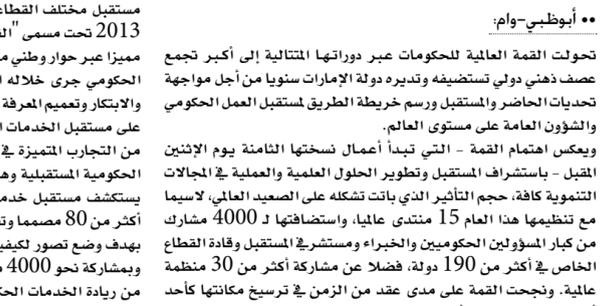 •• أبوظبي-وام:
تحولت القمة العالمية للحكومات عبر دوراتها المتتالية إلى أكبر تجمع
عصف ذهني دولي تستضيفه وتديره دولة الإمارات سنويا من أجل مواجهة
تحديات الحاضر والمستقبل ورسم خريطة الطريق لمستقبل العمل الحكومي
والشؤون العامة على مستوى العالم.
ويعكس اهتمام القمة – التي تبدأ أعمال نسختها الثامنة يوم الإثنين
المقبل – باستشراف المستقبل وتطوير الحلول العلمية والعملية في المجالات
التنموية كافة، حجم التأثير الذي باتت تشكله على الصعيد العالمي، لاسيما
مع تنظيمها هذا العام 15 منتدى عالميا، واستضافتها لـ 4000 مشارك
من كبار المسؤولين الحكوميين والخبراء ومستشرفي المستقبل وقادة القطاع
الخاص في أكثر من 190 دولة، فضلا عن مشاركة أكثر من 30 منظمة
عالمية. ونجحت القمة على مدى عقد من الزمن في ترسيخ مكانتها كأحد
مستقبل مختلف القطاع
2013 تحت مسمى "الق
مميزا عبر حوار وطني م
الحكومي جرى خلاله ا
والابتكار وتعميم المعرفة
على مستقبل الخدمات ا
من التجارب المتميزة في
الحكومية المستقبلية وه
يستكشف مستقبل خدم
أكثر من 80 مصمما وت
بهدف وضع تصور لكيفي
وبمشاركة نحو 4000 م
من ريادة الخدمات الحك